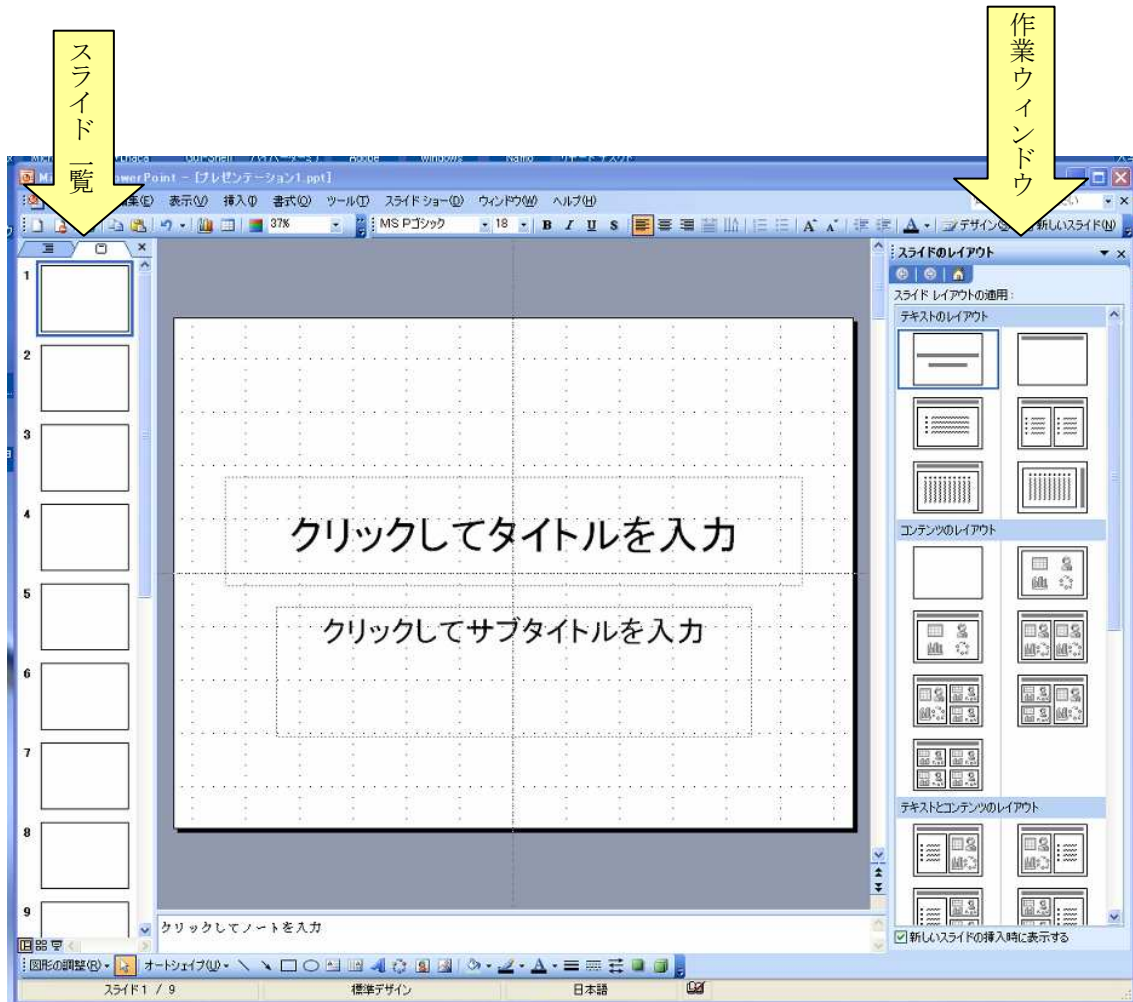 スライド一覧
作業ウィンドウ
PowerPoint - [プレゼンテーション1.ppt]
編集(E) 表示(V) 挿入(I) 書式(O) ツール(T) スライド ショー(D) ウィンドウ(W) ヘルプ(H)
37% MS Pゴシック 18 B I U S デザイン 新しいスライド(N)
スライドのレイアウト
スライド レイアウトの適用:
テキストのレイアウト
1
2
3
4
5
6
7
8
9
クリックしてタイトルを入力
クリックしてサブタイトルを入力
コンテンツのレイアウト
テキストとコンテンツのレイアウト
クリックしてノートを入力
新しいスライドの挿入時に表示する
図形の調整(R) オートシェイプ(U)
スライド 1 / 9 標準デザイン 日本語